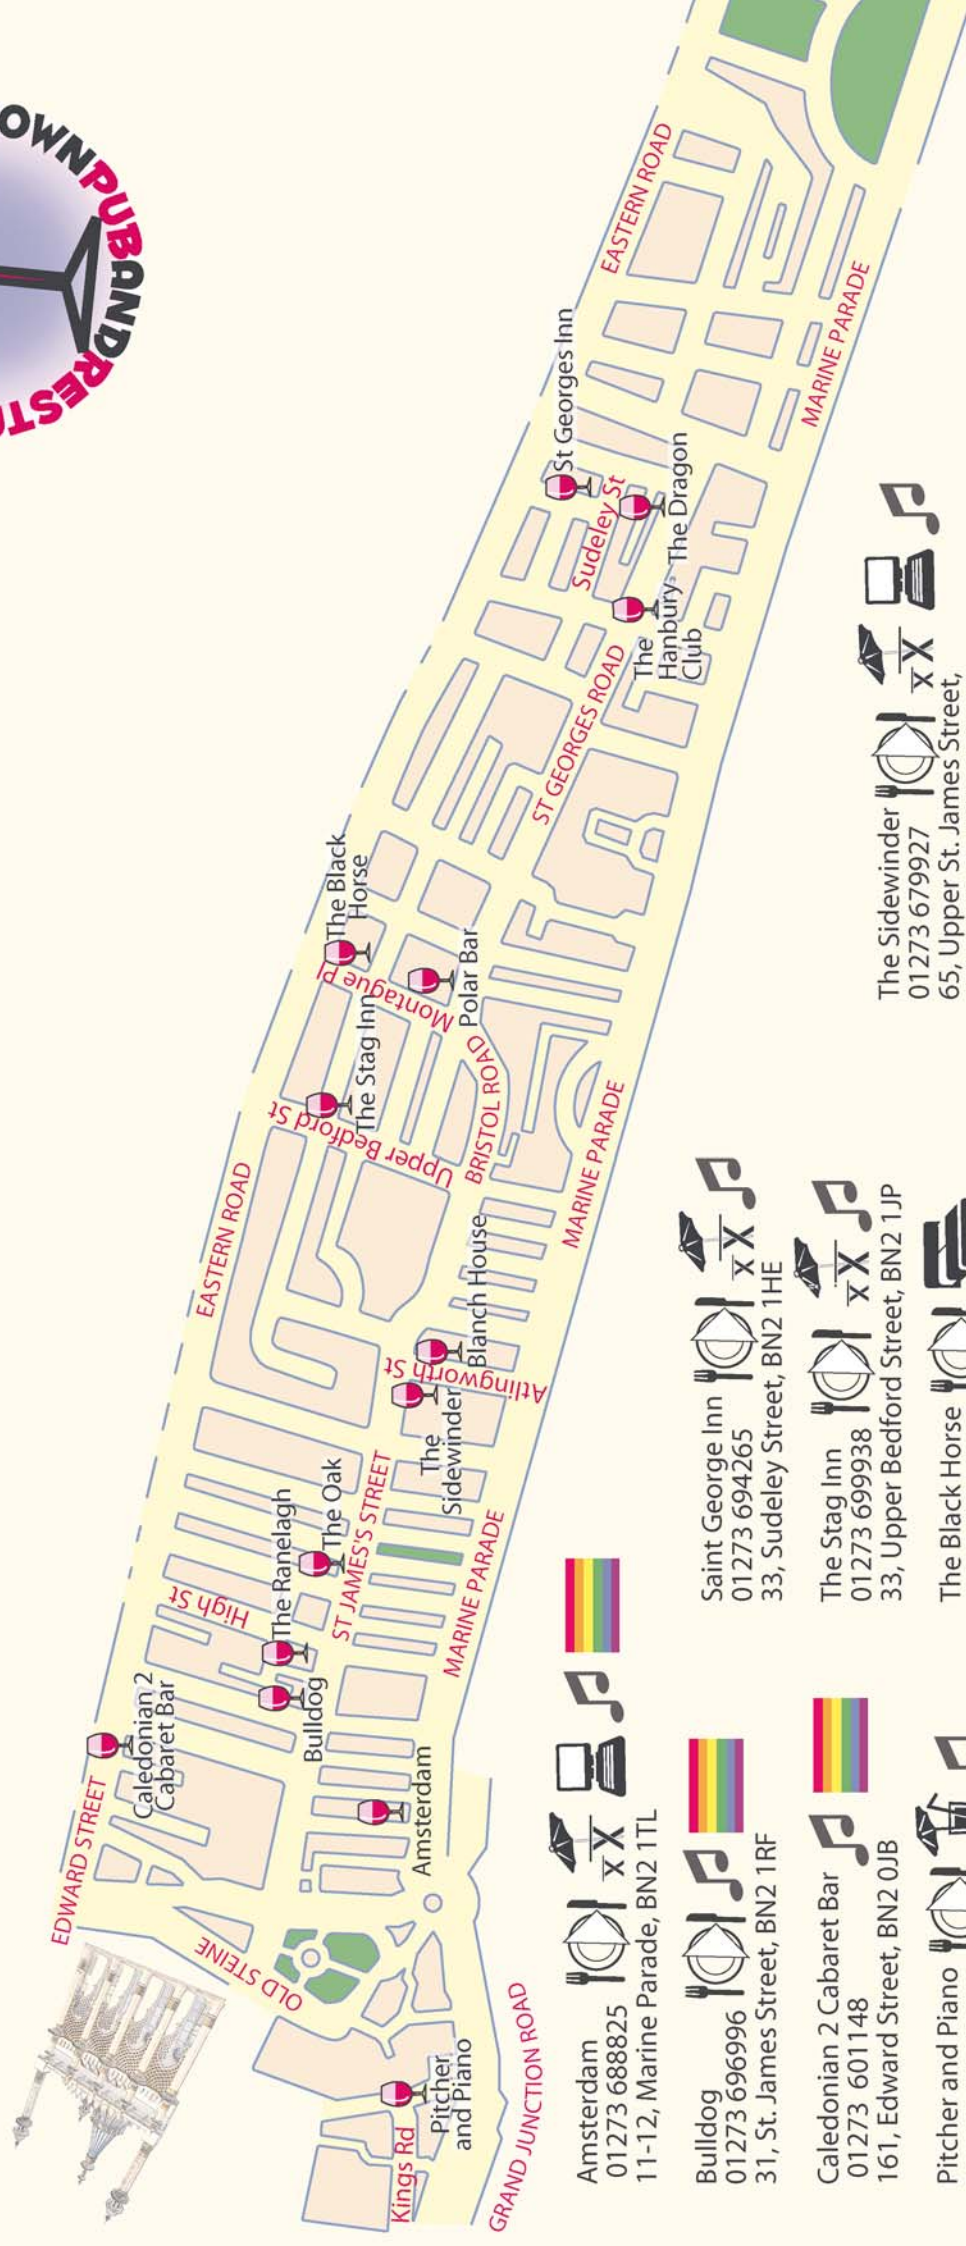 OWNPUBANDRESTA
EDWARD STREET
Caledonian 2
Cabaret Bar
OLD STEINE
Kings Rd
Pitcher
and Piano
GRAND JUNCTION ROAD
Amsterdam
Bulldog
The Ranelagh
High St
The Oak
ST JAMES'S STREET
MARINE PARADE
The
Sidewinder
Atlingworth St
Blanch House
EASTERN ROAD
Upper Bedford St
The Stag Inn
BRISTOL ROAD
MARINE PARADE
Montague Pl
The Black
Horse
Polar Bar
ST GEORGES ROAD
The
Hanbury
Club
Sudeley St
The Dragon
St Georges Inn
EASTERN ROAD
MARINE PARADE
Amsterdam
01273 688825
11-12, Marine Parade, BN2 1TL
Bulldog
01273 696996
31, St. James Street, BN2 1RF
Caledonian 2 Cabaret Bar
01273 601148
161, Edward Street, BN2 0JB
Pitcher and Piano
Saint George Inn
01273 694265
33, Sudeley Street, BN2 1HE
The Stag Inn
01273 699938
33, Upper Bedford Street, BN2 1JP
The Black Horse
The Sidewinder
01273 679927
65, Upper St. James Street,